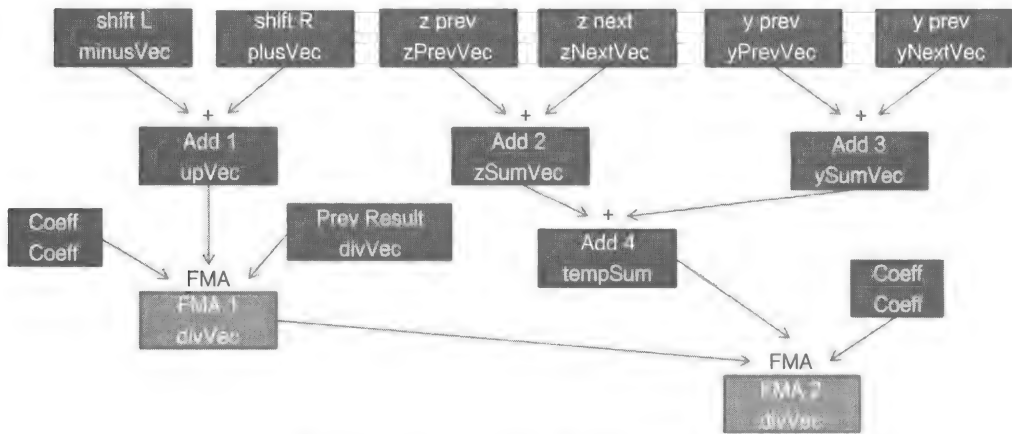 shift L
minusVec
shift R
plusVec
z prev
zPrevVec
z next
zNextVec
y prev
yPrevVec
y prev
yNextVec
+
+
+
Add 1
upVec
Add 2
zSumVec
Add 3
ySumVec
Coeff
Coeff
Prev Result
divVec
+
Add 4
tempSum
Coeff
Coeff
FMA
FMA 1
divVec
FMA
FMA 2
divVec